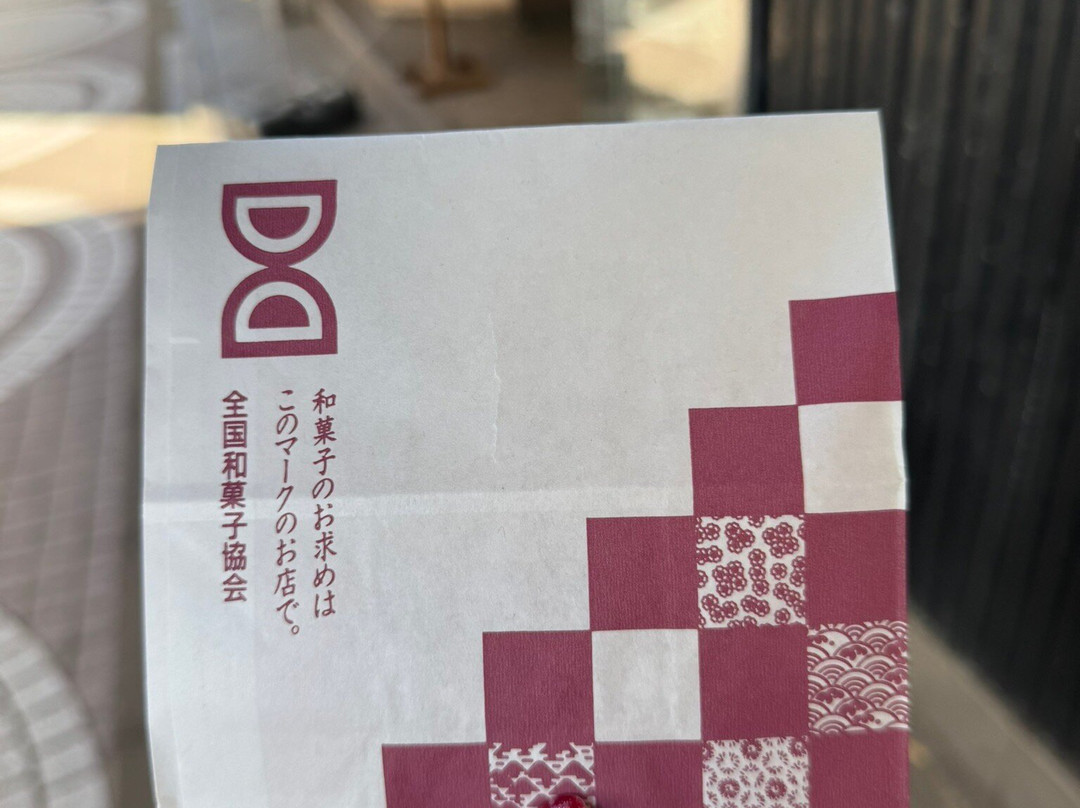 和菓子のお求めは
このマークのお店で。
全国和菓子協会